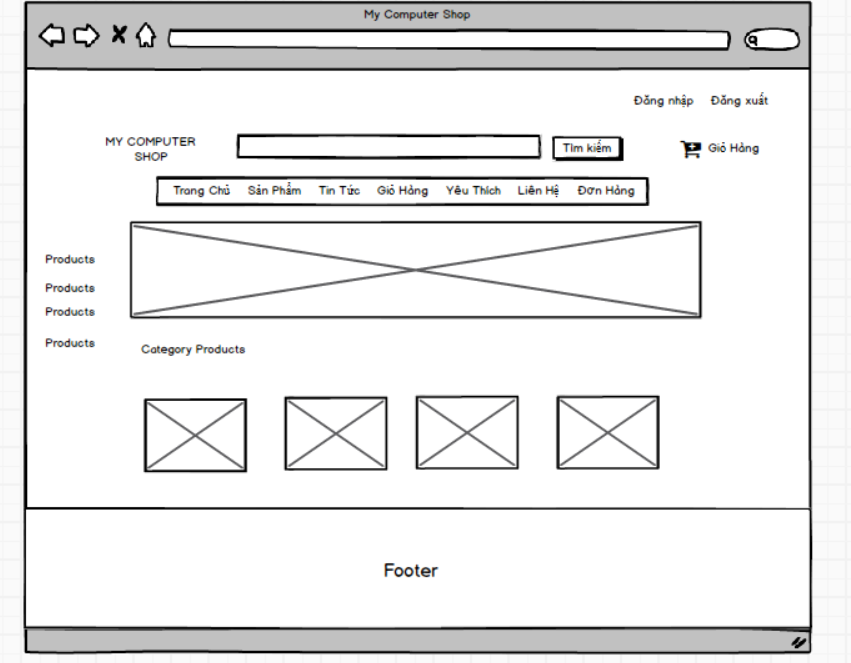 My Computer Shop
Đăng nhập Đăng xuất
MY COMPUTER
SHOP
Tìm kiếm
Giỏ Hàng
Trang Chủ Sản Phẩm Tin Tức Giỏ Hàng Yêu Thích Liên Hệ Đơn Hàng
Products
Products
Products
Products
Category Products
Footer